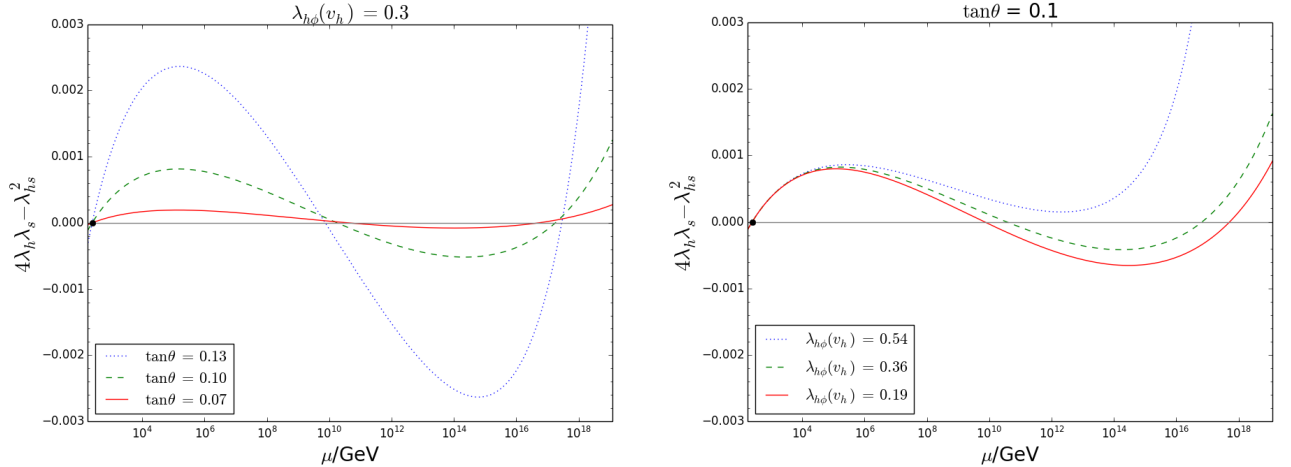 λhφ(vh) = 0.3
0.003
0.002
0.001
0.000
−0.001
−0.002
−0.003
4λhλs−λ²hs
tanθ = 0.13
tanθ = 0.10
tanθ = 0.07
10⁴ 10⁶ 10⁸ 10¹⁰ 10¹² 10¹⁴ 10¹⁶ 10¹⁸
μ/GeV
tanθ = 0.1
0.003
0.002
0.001
0.000
−0.001
−0.002
−0.003
4λhλs−λ²hs
λhφ(vh) = 0.54
λhφ(vh) = 0.36
λhφ(vh) = 0.19
10⁴ 10⁶ 10⁸ 10¹⁰ 10¹² 10¹⁴ 10¹⁶ 10¹⁸
μ/GeV